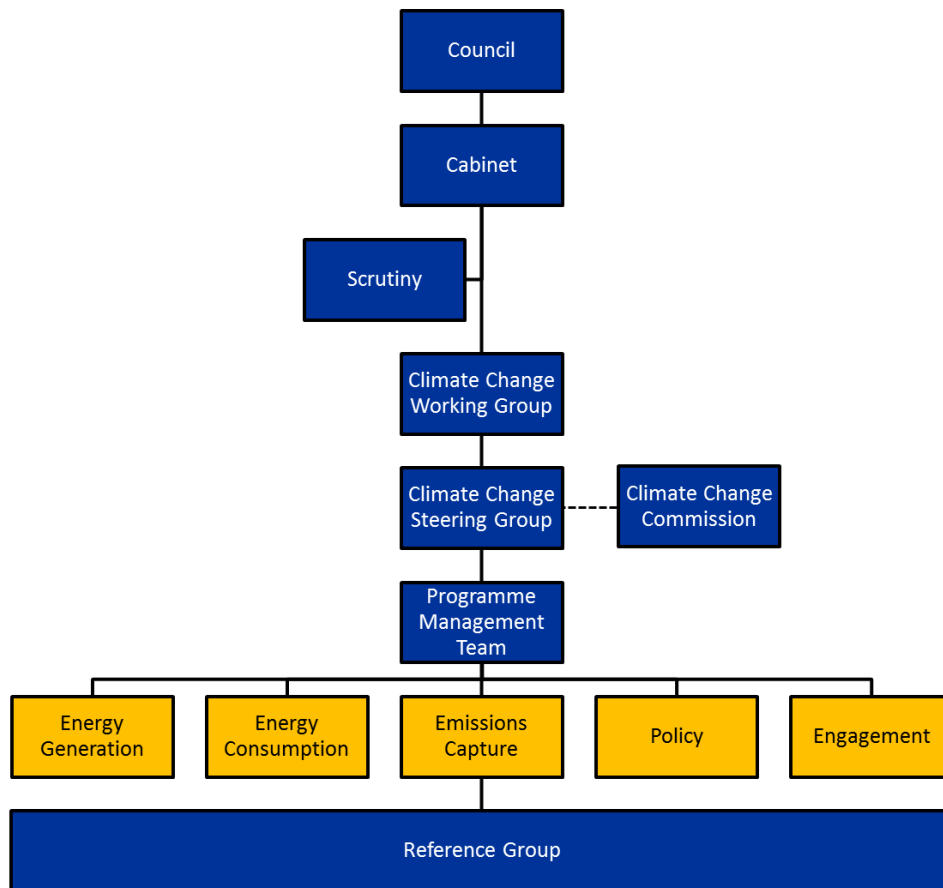 Council
Cabinet
Scrutiny
Climate Change
Working Group
Climate Change
Steering Group
Climate Change
Commission
Programme
Management
Team
Energy
Generation
Energy
Consumption
Emissions
Capture
Policy
Engagement
Reference Group